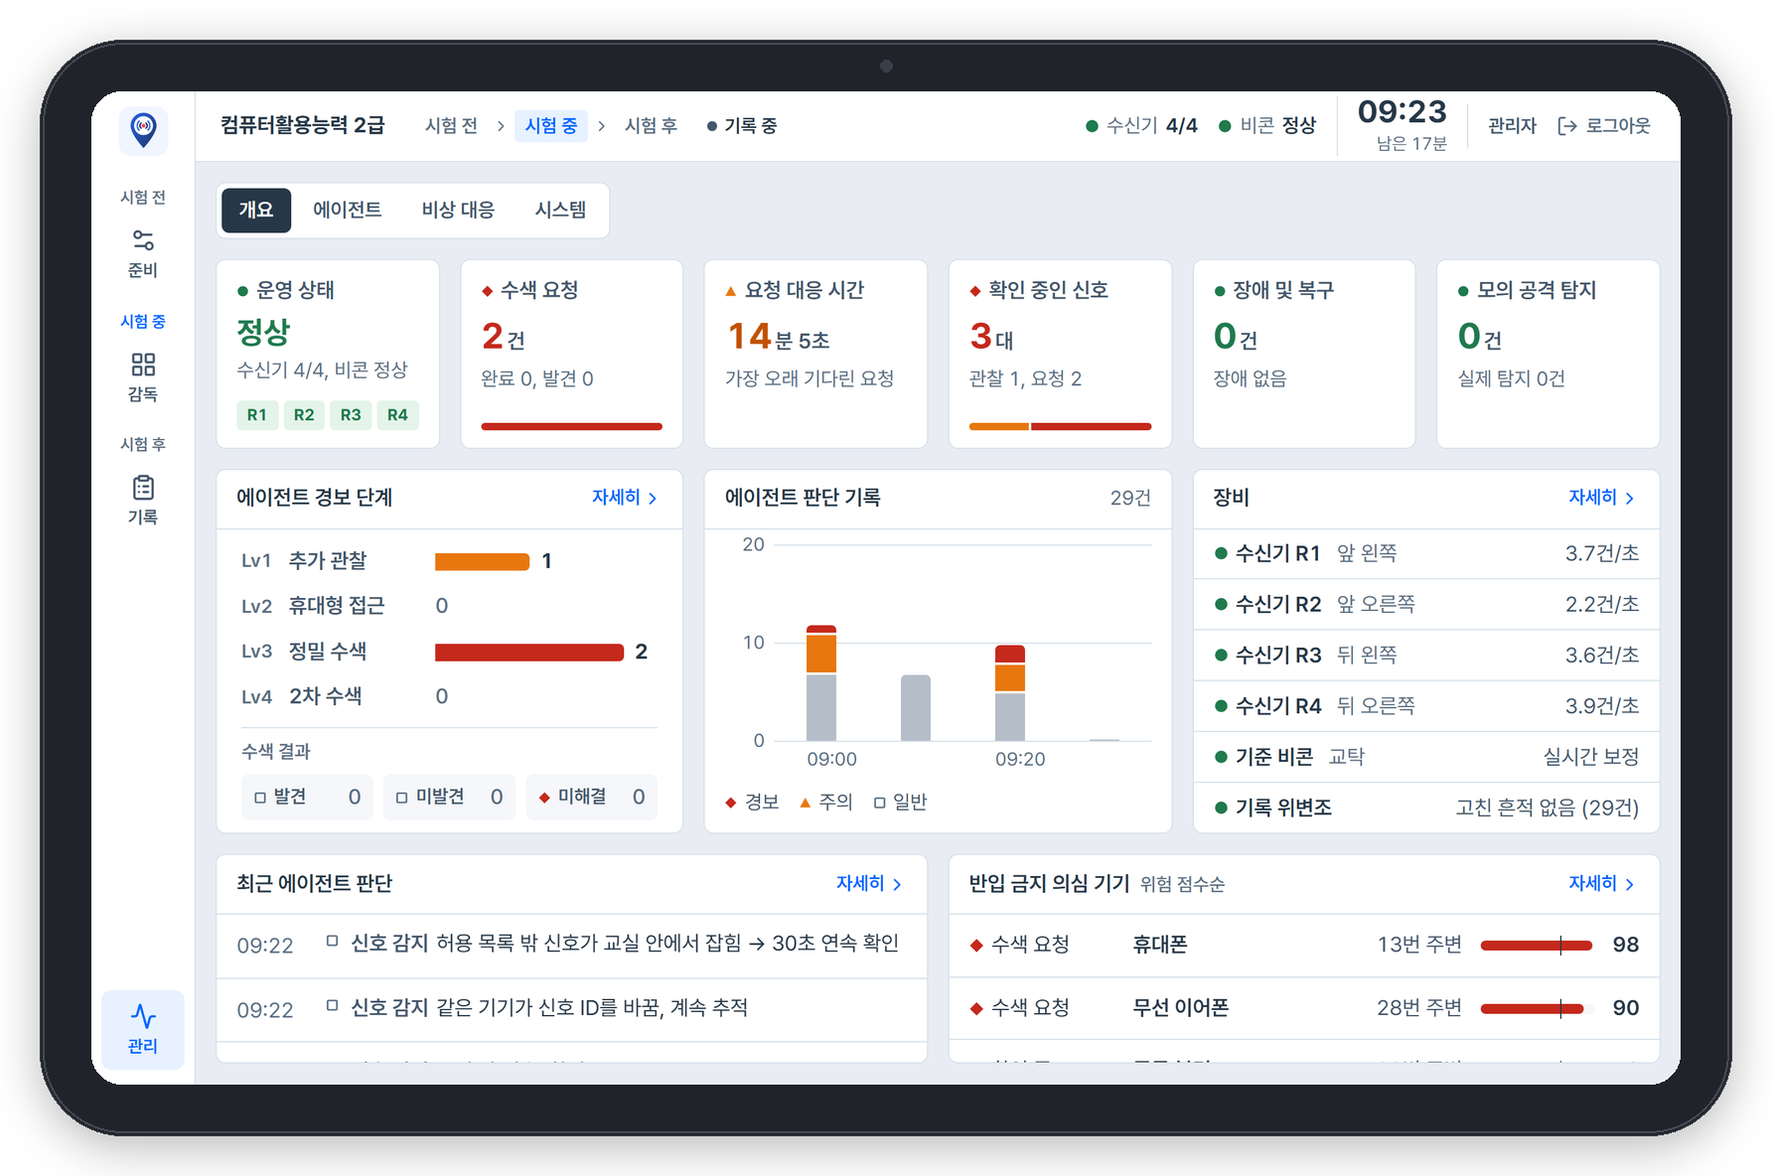 컴퓨터활용능력 2급 시험 전 > 시험 중 > 시험 후 기록 중 수신기 4/4 비콘 정상 09:23 관리자 로그아웃
남은 17분
시험 전
준비
시험 중
감독
시험 후
기록
관리
개요 에이전트 비상 대응 시스템
운영 상태
정상
수신기 4/4, 비콘 정상
R1 R2 R3 R4
수색 요청
2건
완료 0, 발견 0
요청 대응 시간
14분 5초
가장 오래 기다린 요청
확인 중인 신호
3대
관찰 1, 요청 2
장애 및 복구
0건
장애 없음
모의 공격 탐지
0건
실제 탐지 0건
에이전트 경보 단계 자세히 >
Lv1 추가 관찰 1
Lv2 휴대형 접근 0
Lv3 정밀 수색 2
Lv4 2차 수색 0
수색 결과
발견 0 미발견 0 미해결 0
에이전트 판단 기록 29건
20
10
0
09:00 09:20
경보 주의 일반
장비 자세히 >
수신기 R1 앞 왼쪽 3.7건/초
수신기 R2 앞 오른쪽 2.2건/초
수신기 R3 뒤 왼쪽 3.6건/초
수신기 R4 뒤 오른쪽 3.9건/초
기준 비콘 교탁 실시간 보정
기록 위변조 고친 흔적 없음 (29건)
최근 에이전트 판단 자세히 >
09:22 신호 감지 허용 목록 밖 신호가 교실 안에서 잡힘 → 30초 연속 확인
09:22 신호 감지 같은 기기가 신호 ID를 바꿈, 계속 추적
반입 금지 의심 기기 위험 점수순 자세히 >
수색 요청 휴대폰 13번 주변 98
수색 요청 무선 이어폰 28번 주변 90